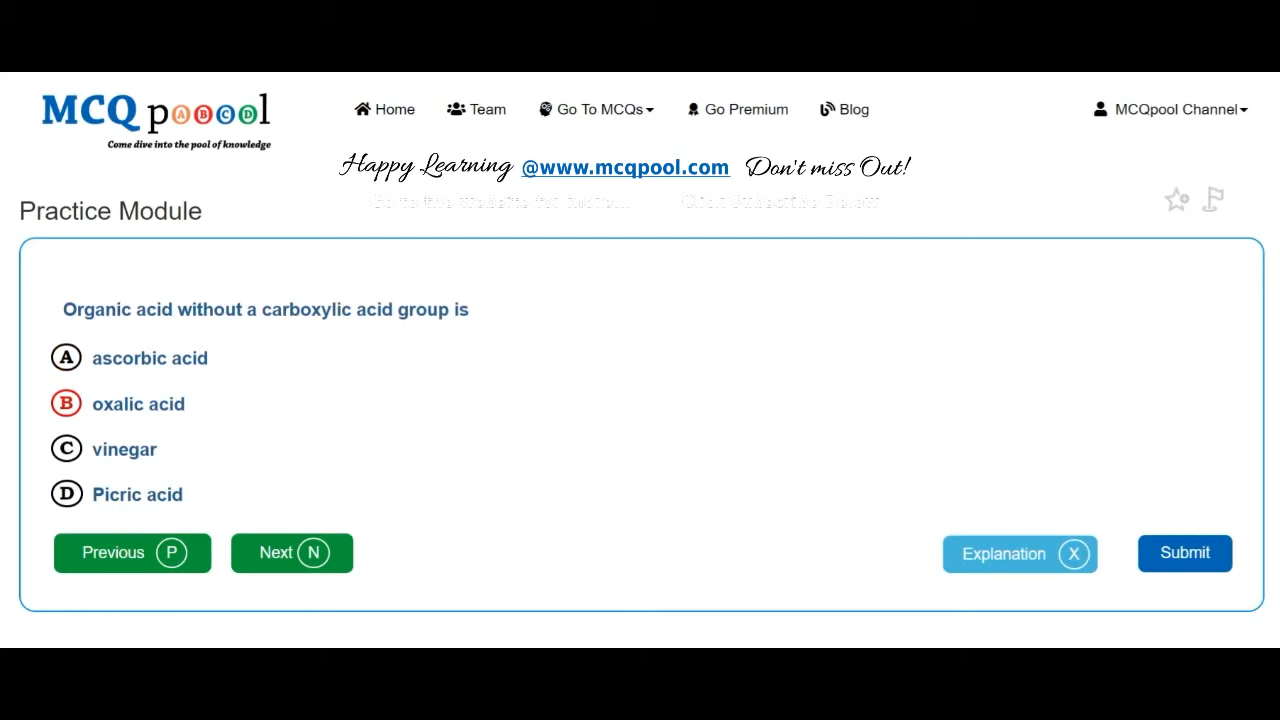 MCQ pABCDl
Come dive into the pool of knowledge
Home Team Go To MCQs Go Premium Blog MCQpool Channel
Happy Learning @www.mcqpool.com Don't miss Out!
Practice Module
Organic acid without a carboxylic acid group is
A ascorbic acid
B oxalic acid
C vinegar
D Picric acid
Previous P Next N Explanation X Submit